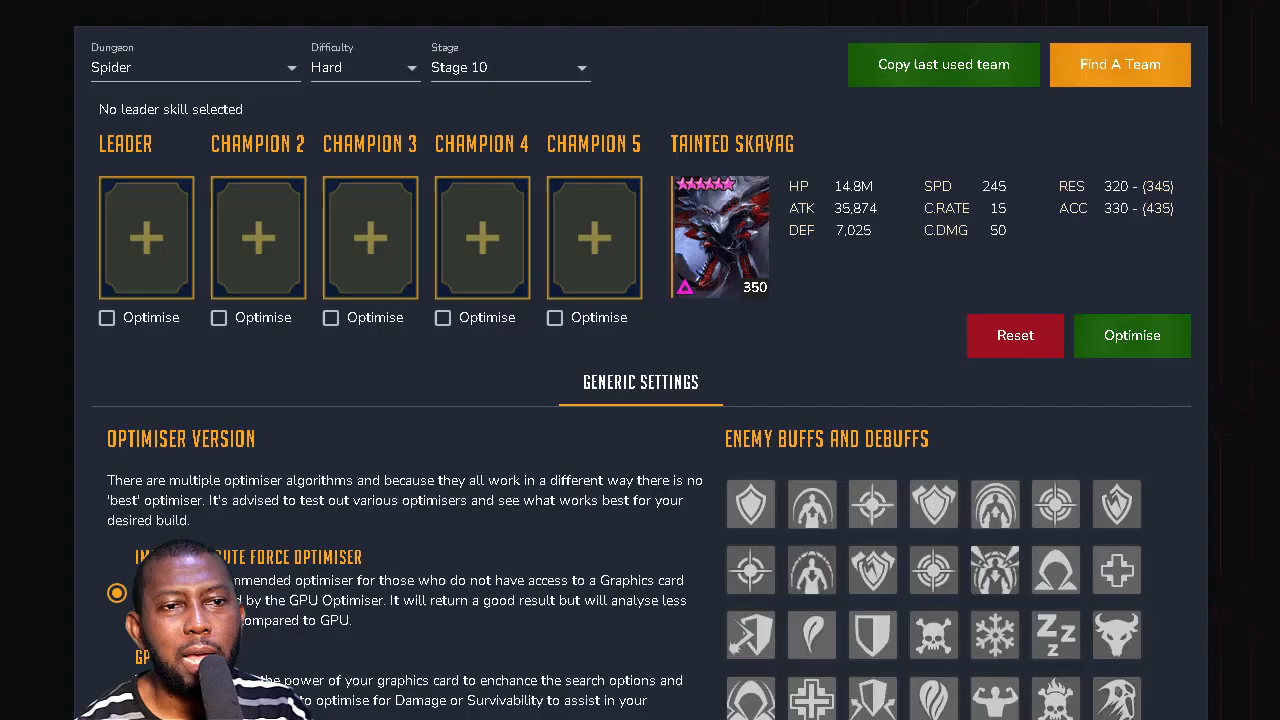 Dungeon
Difficulty
Stage
Spider
Hard
Stage 10
Copy last used team
Find A Team
No leader skill selected
LEADER
CHAMPION 2
CHAMPION 3
CHAMPION 4
CHAMPION 5
TAINTED SKAVAG
HP 14.8M
SPD 245
RES 320 - (345)
ATK 35,874
C.RATE 15
ACC 330 - (435)
DEF 7,025
C.DMG 50
350
Optimise
Optimise
Optimise
Optimise
Optimise
Reset
Optimise
GENERIC SETTINGS
OPTIMISER VERSION
There are multiple optimiser algorithms and because they all work in a different way there is no
'best' optimiser. It's advised to test out various optimisers and see what works best for your
desired build.
FORCE OPTIMISER
optimiser for those who do not have access to a Graphics card
by the GPU Optimiser. It will return a good result but will analyse less
compared to GPU.
the power of your graphics card to enchance the search options and
to optimise for Damage or Survivability to assist in your
ENEMY BUFFS AND DEBUFFS
Z Z Z